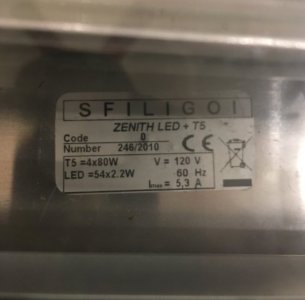 SFILIGOI
ZENITH LED + T5
Code 0
Number 246/2010
CE
T5 =4x80W V = 120 V
LED =54x2.2W 60 Hz
Imax = 5,3 A